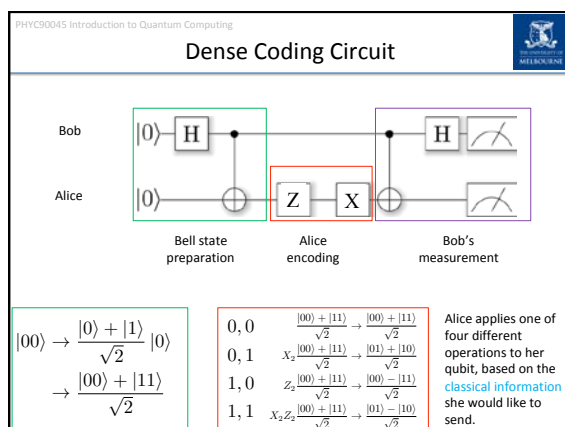 PHYC90045 Introduction to Quantum Computing
Dense Coding Circuit
THE UNIVERSITY OF
MELBOURNE
Bob |0⟩ H H
Alice |0⟩ Z X
Bell state preparation
Alice encoding
Bob's measurement
|00⟩ → |0⟩ + |1⟩ / √2 |0⟩
→ |00⟩ + |11⟩ / √2
0, 0 |00⟩ + |11⟩ / √2 → |00⟩ + |11⟩ / √2
0, 1 X₂ |00⟩ + |11⟩ / √2 → |01⟩ + |10⟩ / √2
1, 0 Z₂ |00⟩ + |11⟩ / √2 → |00⟩ − |11⟩ / √2
1, 1 X₂Z₂ |00⟩ + |11⟩ / √2 → |01⟩ − |10⟩ / √2
Alice applies one of
four different
operations to her
qubit, based on the
classical information
she would like to
send.